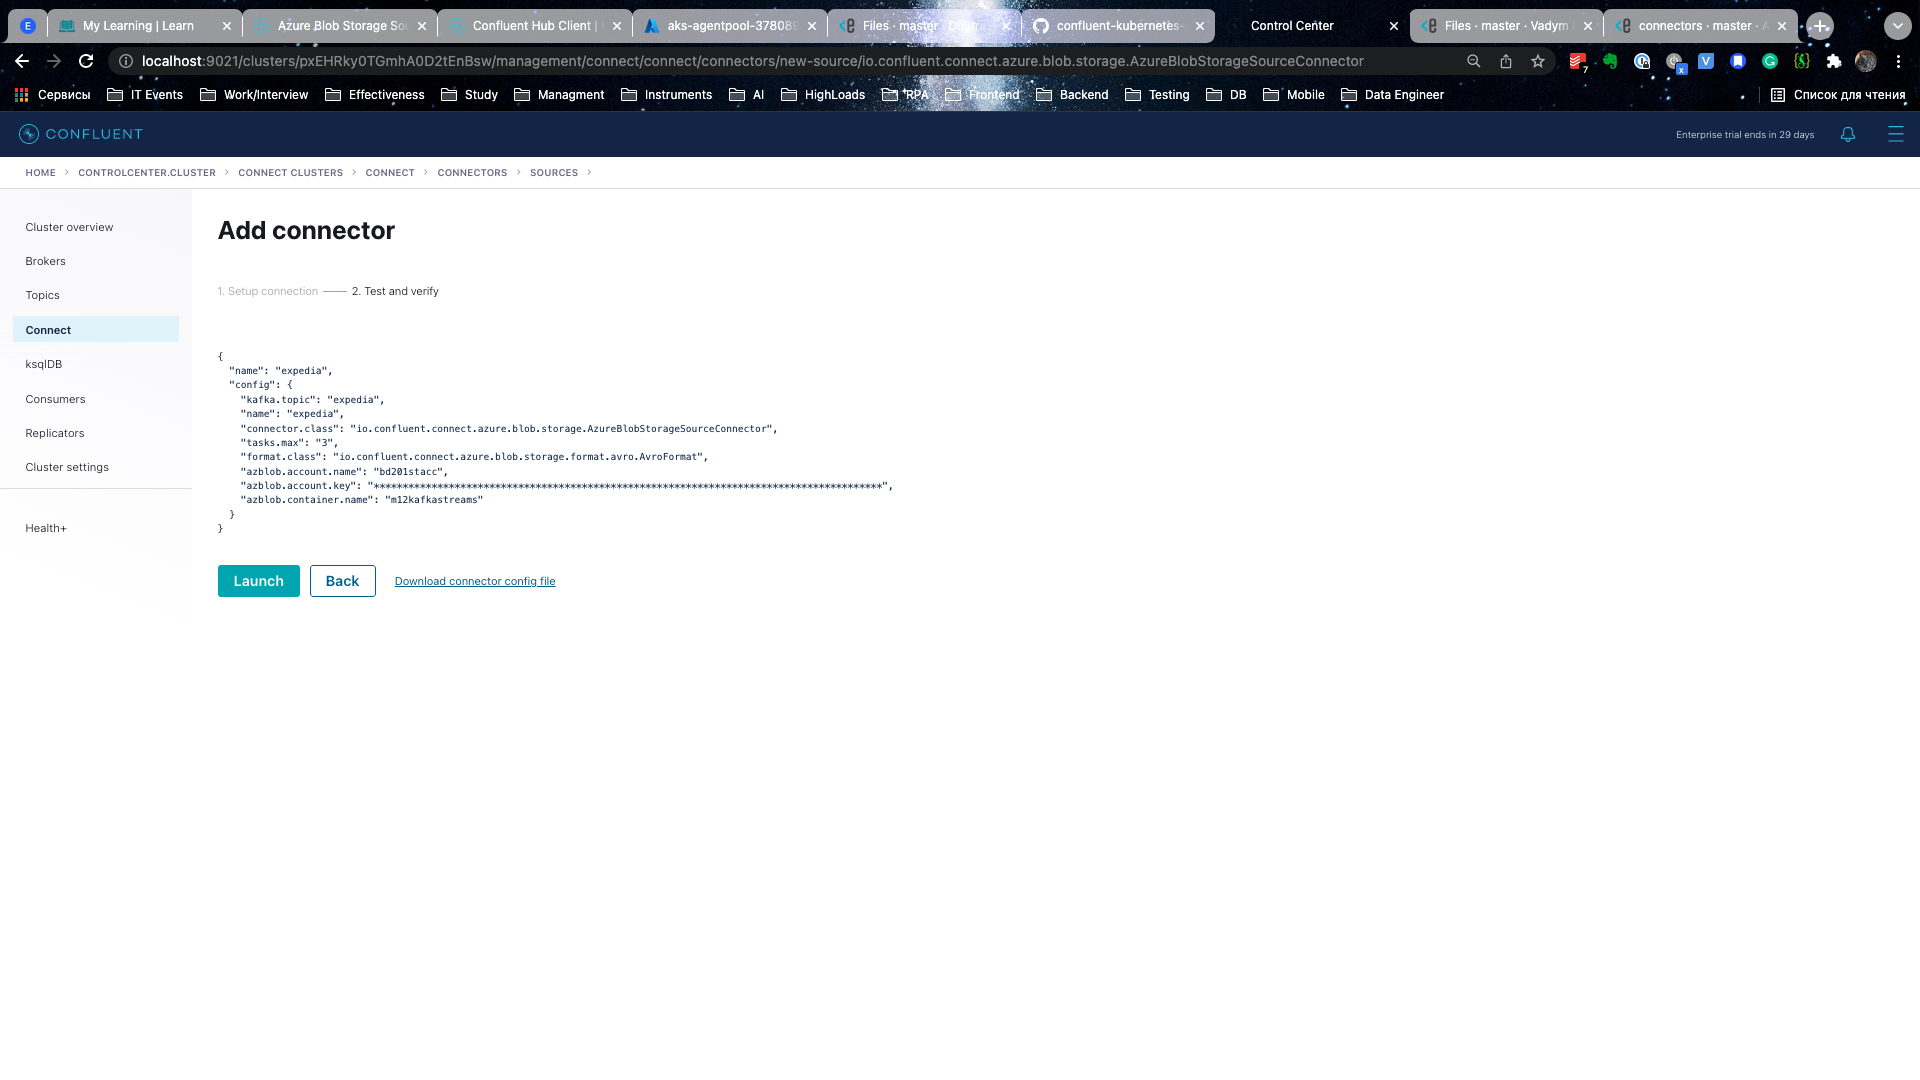 E
My Learning | Learn
Azure Blob Storage So
Confluent Hub Client |
aks-agentpool-378089
Files · master ·
confluent-kubernetes-
Control Center
Files · master · Vadym
connectors · master · A
localhost:9021/clusters/pxEHRky0TGmhA0D2tEnBsw/management/connect/connect/connectors/new-source/io.confluent.connect.azure.blob.storage.AzureBlobStorageSourceConnector
7
x
V
G
Сервисы
IT Events
Work/Interview
Effectiveness
Study
Managment
Instruments
AI
HighLoads
RPA
Frontend
Backend
Testing
DB
Mobile
Data Engineer
Список для чтения
CONFLUENT
Enterprise trial ends in 29 days
HOME > CONTROLCENTER.CLUSTER > CONNECT CLUSTERS > CONNECT > CONNECTORS > SOURCES >
Cluster overview
Brokers
Topics
Connect
ksqlDB
Consumers
Replicators
Cluster settings
Health+
Add connector
1. Setup connection —— 2. Test and verify
{
"name": "expedia",
"config": {
"kafka.topic": "expedia",
"name": "expedia",
"connector.class": "io.confluent.connect.azure.blob.storage.AzureBlobStorageSourceConnector",
"tasks.max": "3",
"format.class": "io.confluent.connect.azure.blob.storage.format.avro.AvroFormat",
"azblob.account.name": "bd201stacc",
"azblob.account.key": "****************************************************************************************",
"azblob.container.name": "m12kafkastreams"
}
}
Launch
Back
Download connector config file